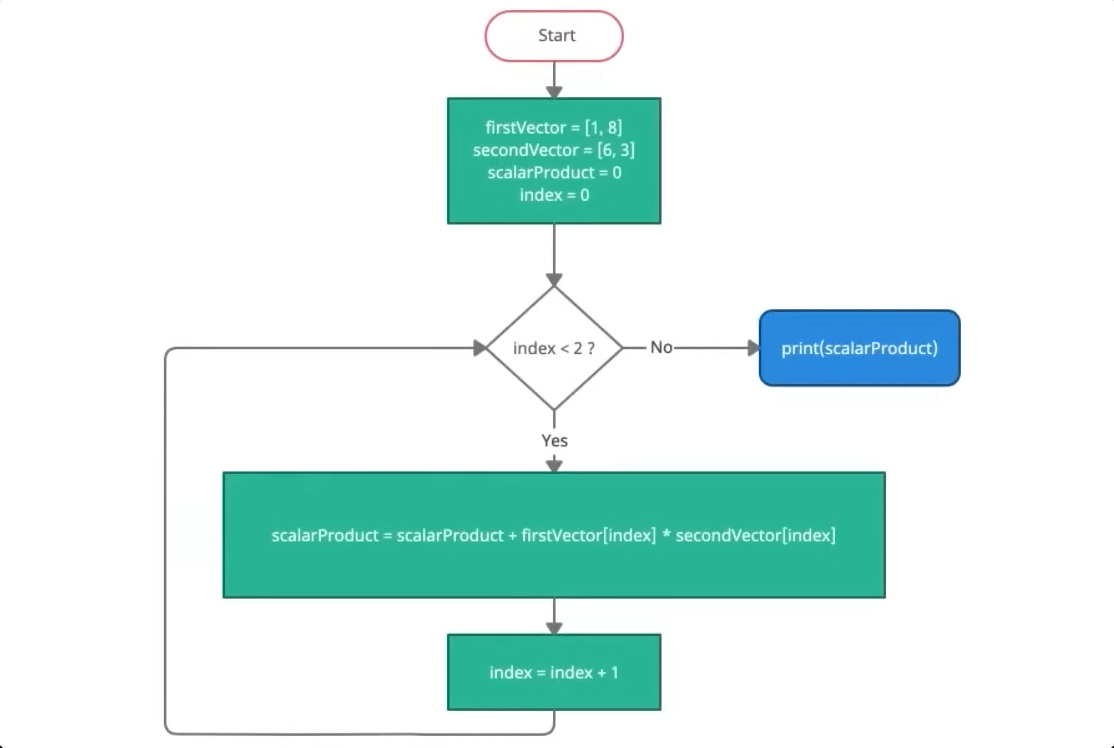 Start
firstVector = [1, 8]
secondVector = [6, 3]
scalarProduct = 0
index = 0
index < 2 ?
No
print(scalarProduct)
Yes
scalarProduct = scalarProduct + firstVector[index] * secondVector[index]
index = index + 1